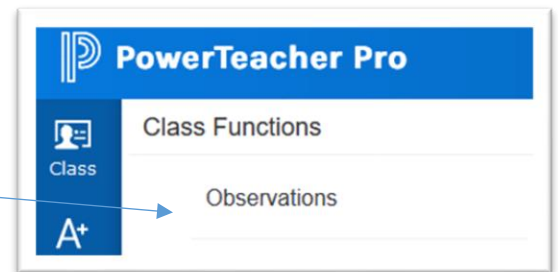 PowerTeacher Pro
Class Functions
Class
Observations
A+